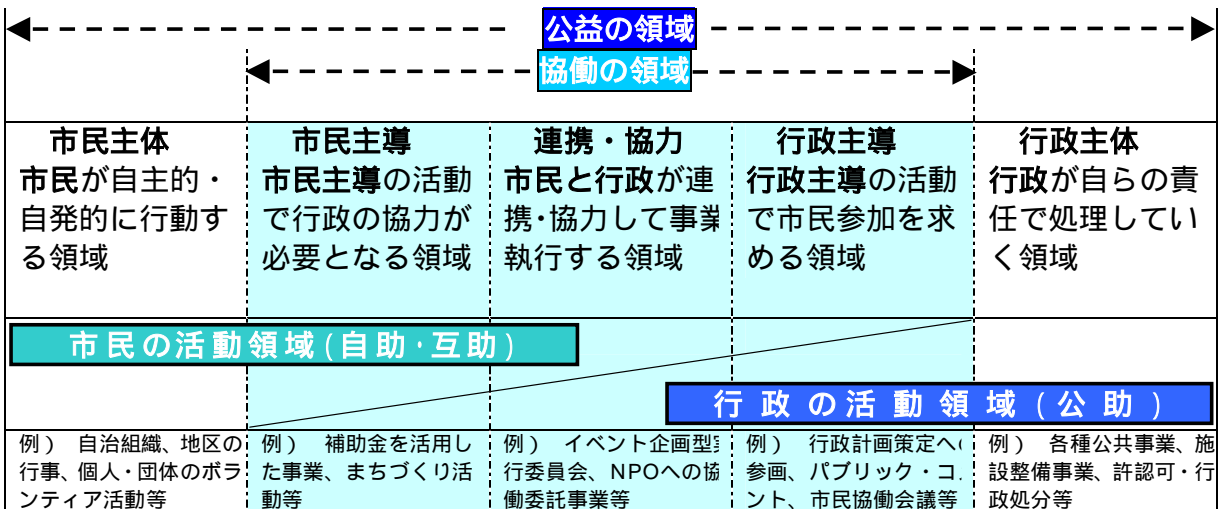 公益の領域
協働の領域
市民主体
市民が自主的・
自発的に行動す
る領域
市民主導
市民主導の活動
で行政の協力が
必要となる領域
連携・協力
市民と行政が連
携・協力して事業
執行する領域
行政主導
行政主導の活動
で市民参加を求
める領域
行政主体
行政が自らの責
任で処理してい
く領域
市民の活動領域(自助・互助)
行政の活動領域(公助)
例) 自治組織、地区の
行事、個人・団体のボラ
ンティア活動等
例) 補助金を活用し
た事業、まちづくり活
動等
例) イベント企画型
行委員会、NPOへの協
働委託事業等
例) 行政計画策定への
参画、パブリック・コ
ント、市民協働会議等
例) 各種公共事業、施
設整備事業、許認可・行
政処分等